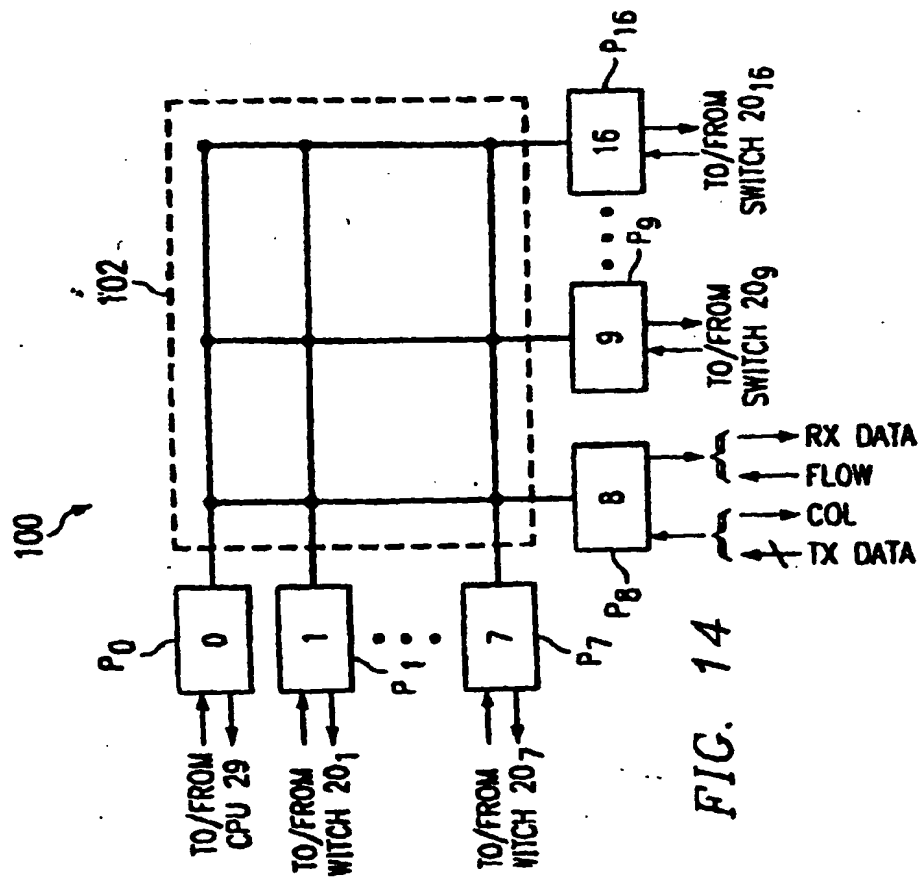 100
102
P0
0
TO/FROM
CPU 29
1
P1
TO/FROM
WITCH 201
7
P7
TO/FROM
WITCH 207
8
P8
RX DATA
FLOW
COL
TX DATA
9
P9
TO/FROM
SWITCH 209
16
P16
TO/FROM
SWITCH 2016
FIG. 14